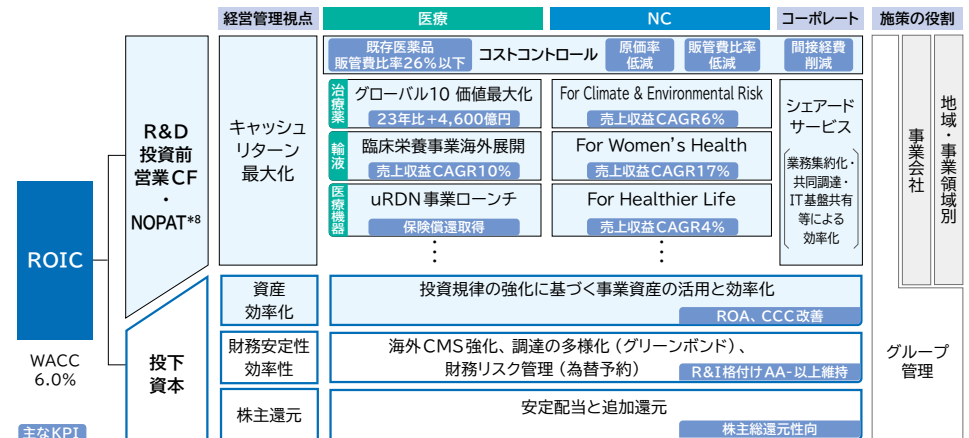 経営管理視点
医療
NC
コーポレート
施策の役割
既存医薬品
販管費比率26%以下
コストコントロール
原価率
低減
販管費比率
低減
間接経費
削減
R&D
投資前
営業CF
・
NOPAT*8
キャッシュ
リターン
最大化
治療薬
グローバル10 価値最大化
23年比+4,600億円
For Climate & Environmental Risk
売上収益CAGR6%
輸液
臨床栄養事業海外展開
売上収益CAGR10%
For Women's Health
売上収益CAGR17%
医療機器
uRDN事業ローンチ
保険償還取得
For Healthier Life
売上収益CAGR4%
⋮
⋮
シェアード
サービス
業務集約化・
共同調達・
IT基盤共有
等による
効率化
事業会社
地域・事業領域別
ROIC
WACC
6.0%
投下
資本
資産
効率化
投資規律の強化に基づく事業資産の活用と効率化
ROA、CCC改善
財務安定性
効率性
海外CMS強化、調達の多様化(グリーンボンド)、
財務リスク管理(為替予約)
R&I格付けAA-以上維持
株主還元
安定配当と追加還元
株主総還元性向
グループ
管理
主なKPI